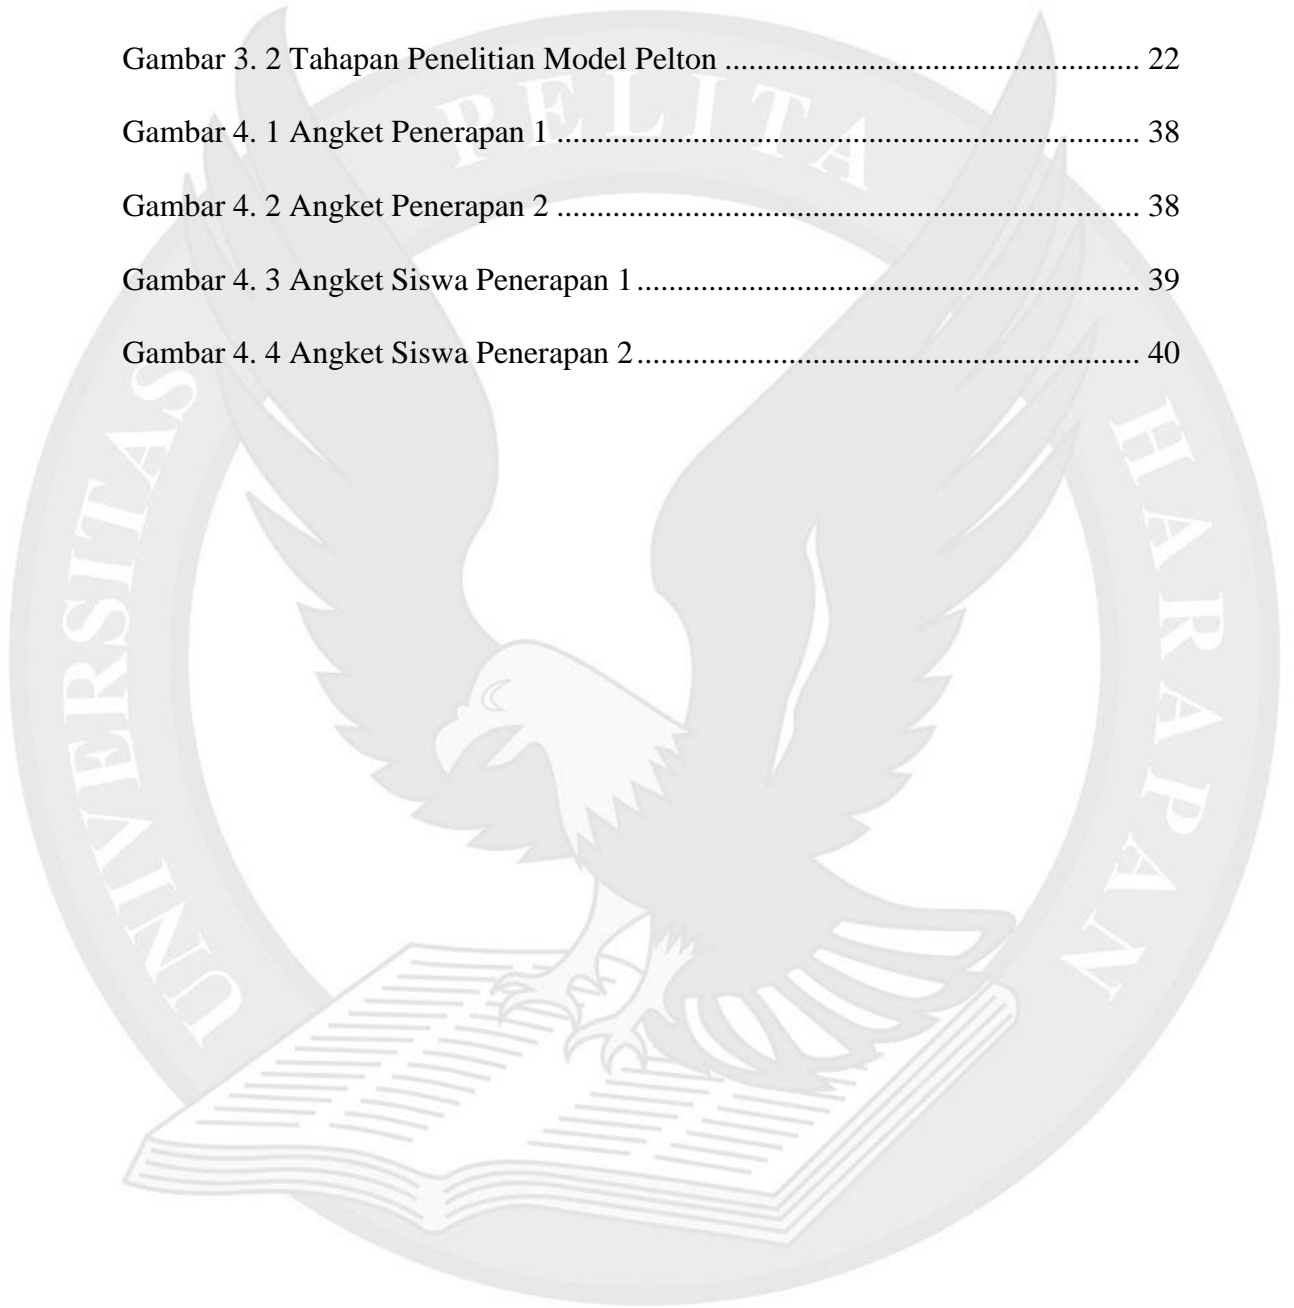 Gambar 3. 2 Tahapan Penelitian Model Pelton .................................................... 22
Gambar 4. 1 Angket Penerapan 1 ......................................................................... 38
Gambar 4. 2 Angket Penerapan 2 ......................................................................... 38
Gambar 4. 3 Angket Siswa Penerapan 1 ............................................................... 39
Gambar 4. 4 Angket Siswa Penerapan 2 ............................................................... 40
UNIVERSITAS PELITA HARAPAN